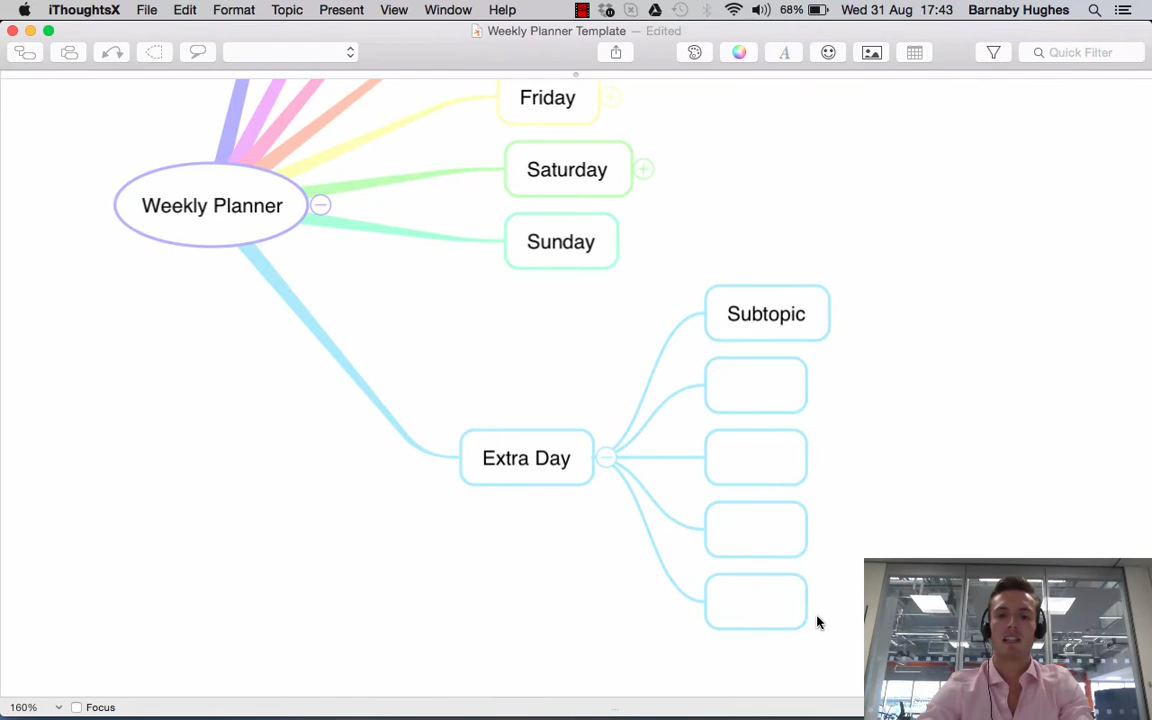 iThoughtsX File Edit Format Topic Present View Window Help 68% Wed 31 Aug 17:43 Barnaby Hughes
Weekly Planner Template — Edited
Quick Filter
Friday
Saturday
Weekly Planner
Sunday
Subtopic
Extra Day
160% Focus